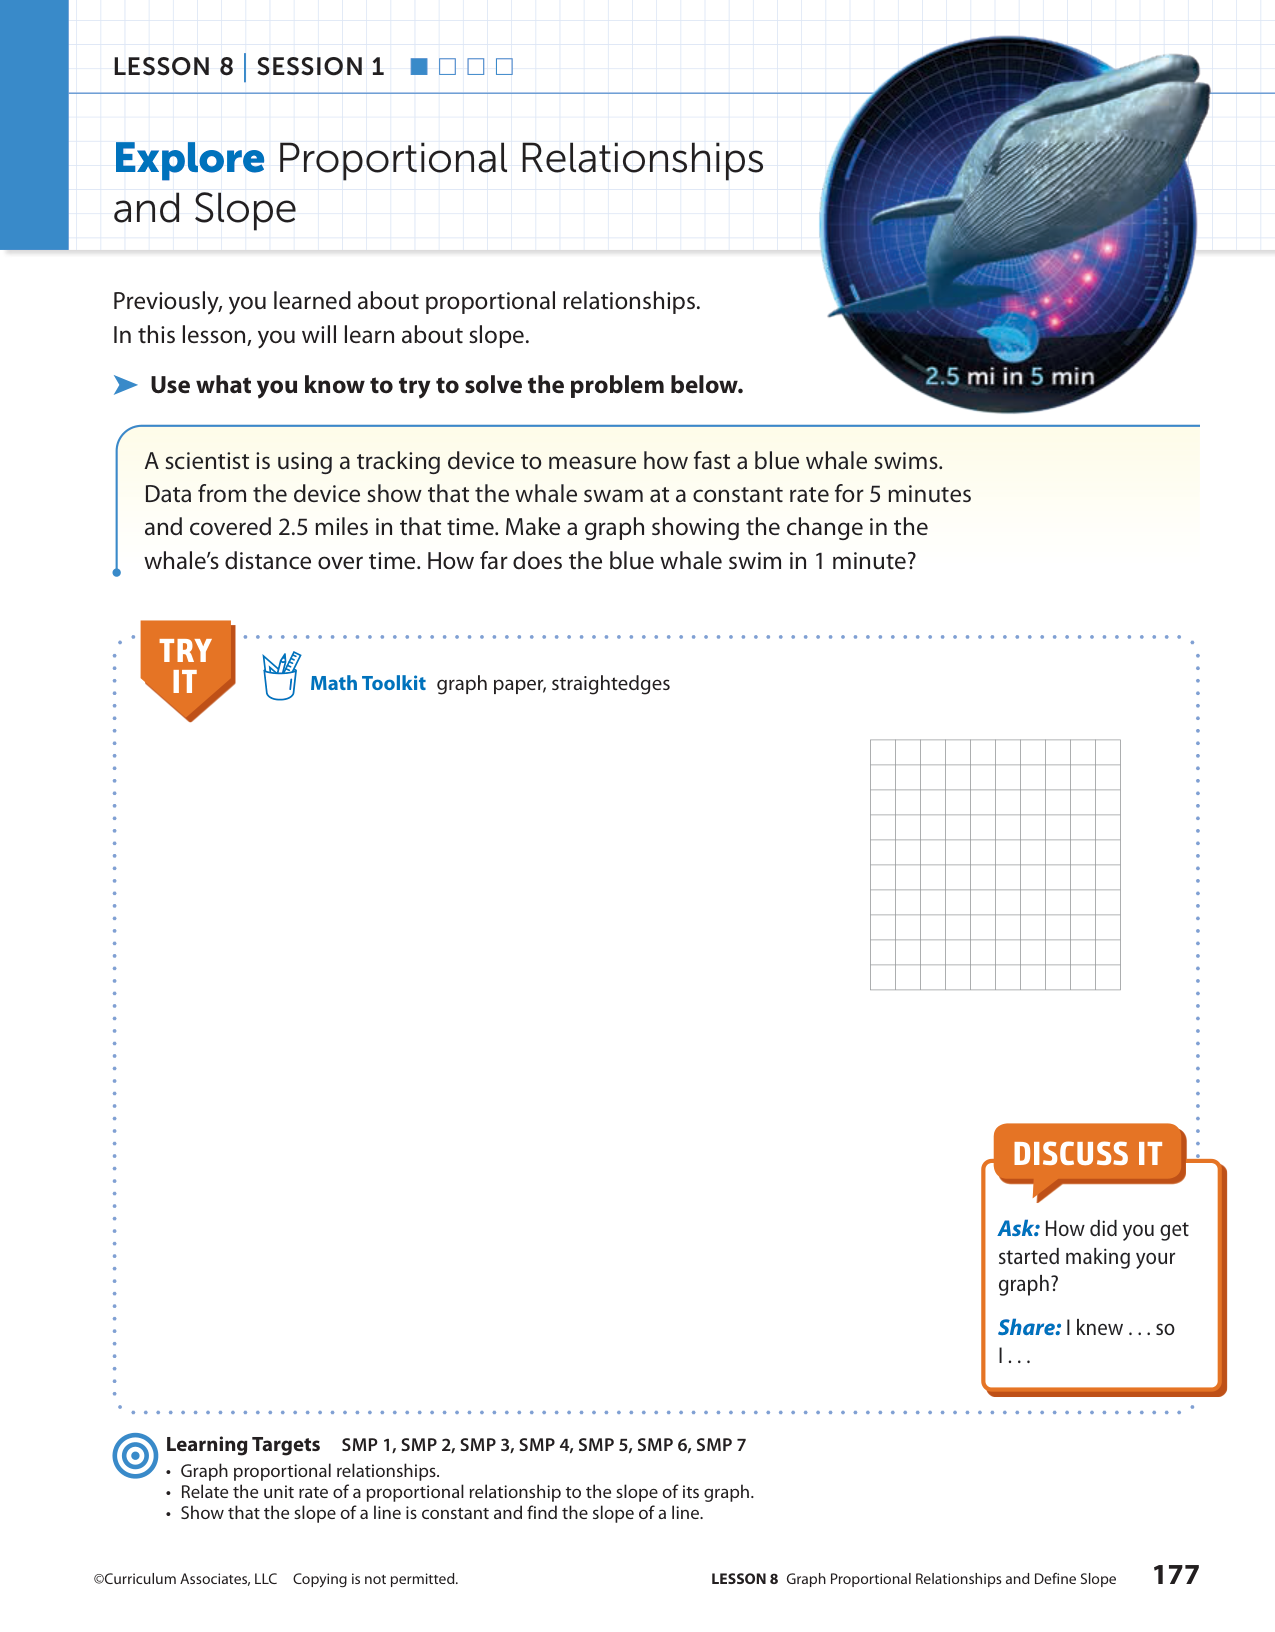 LESSON 8 | SESSION 1
Explore Proportional Relationships
and Slope
Previously, you learned about proportional relationships.
In this lesson, you will learn about slope.
Use what you know to try to solve the problem below.
2.5 mi in 5 min
A scientist is using a tracking device to measure how fast a blue whale swims.
Data from the device show that the whale swam at a constant rate for 5 minutes
and covered 2.5 miles in that time. Make a graph showing the change in the
whale’s distance over time. How far does the blue whale swim in 1 minute?
TRY
IT
Math Toolkit graph paper, straightedges
DISCUSS IT
Ask: How did you get
started making your
graph?
Share: I knew . . . so
I . . .
Learning Targets SMP 1, SMP 2, SMP 3, SMP 4, SMP 5, SMP 6, SMP 7
• Graph proportional relationships.
• Relate the unit rate of a proportional relationship to the slope of its graph.
• Show that the slope of a line is constant and find the slope of a line.
©Curriculum Associates, LLC Copying is not permitted.
LESSON 8 Graph Proportional Relationships and Define Slope 177